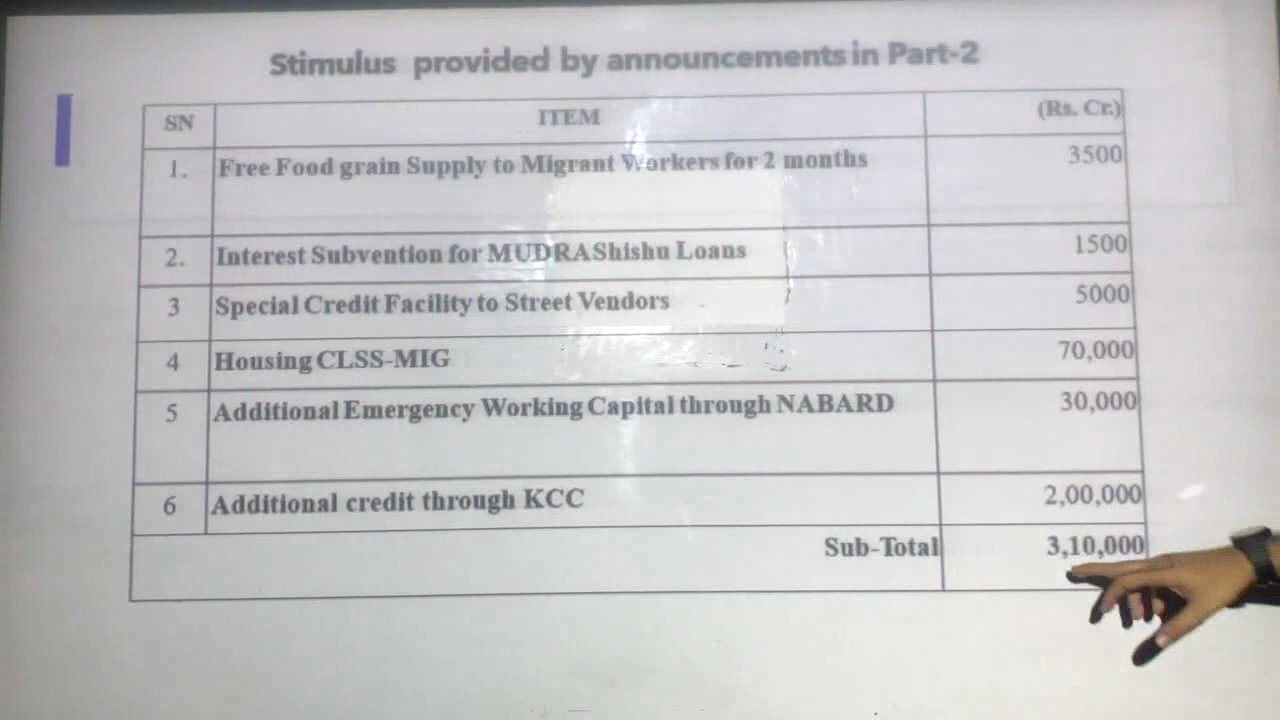 Stimulus provided by announcements in Part-2
SN ITEM (Rs. Cr.)
1. Free Food grain Supply to Migrant Workers for 2 months 3500
2. Interest Subvention for MUDRAShishu Loans 1500
3 Special Credit Facility to Street Vendors 5000
4 Housing CLSS-MIG 70,000
5 Additional Emergency Working Capital through NABARD 30,000
6 Additional credit through KCC 2,00,000
Sub-Total 3,10,000